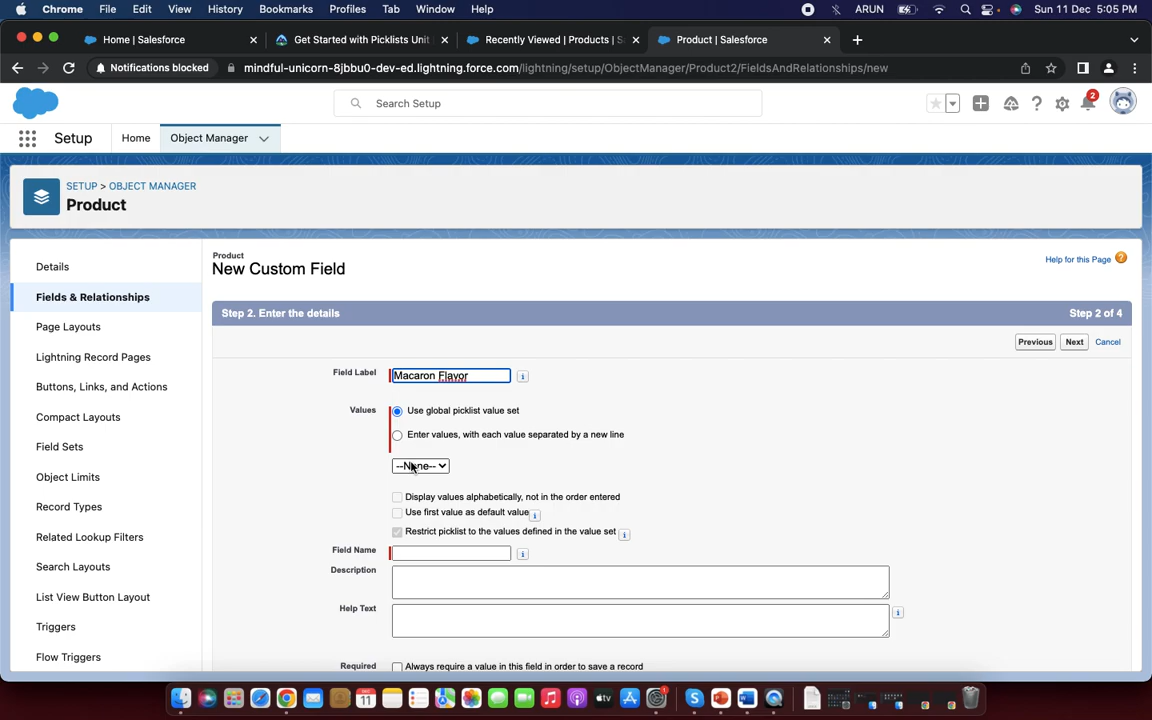 Chrome File Edit View History Bookmarks Profiles Tab Window Help ARUN Sun 11 Dec 5:05 PM
Home | Salesforce Get Started with Picklists Unit Recently Viewed | Products | S Product | Salesforce
Notifications blocked mindful-unicorn-8jbbu0-dev-ed.lightning.force.com/lightning/setup/ObjectManager/Product2/FieldsAndRelationships/new
Search Setup 2
Setup Home Object Manager
SETUP > OBJECT MANAGER
Product
Details
Fields & Relationships
Page Layouts
Lightning Record Pages
Buttons, Links, and Actions
Compact Layouts
Field Sets
Object Limits
Record Types
Related Lookup Filters
Search Layouts
List View Button Layout
Triggers
Flow Triggers
Product
New Custom Field
Help for this Page ?
Step 2. Enter the details Step 2 of 4
Previous Next Cancel
Field Label Macaron Flavor i
Values Use global picklist value set
Enter values, with each value separated by a new line
--None--
Display values alphabetically, not in the order entered
Use first value as default value i
Restrict picklist to the values defined in the value set i
Field Name i
Description
Help Text i
Required Always require a value in this field in order to save a record